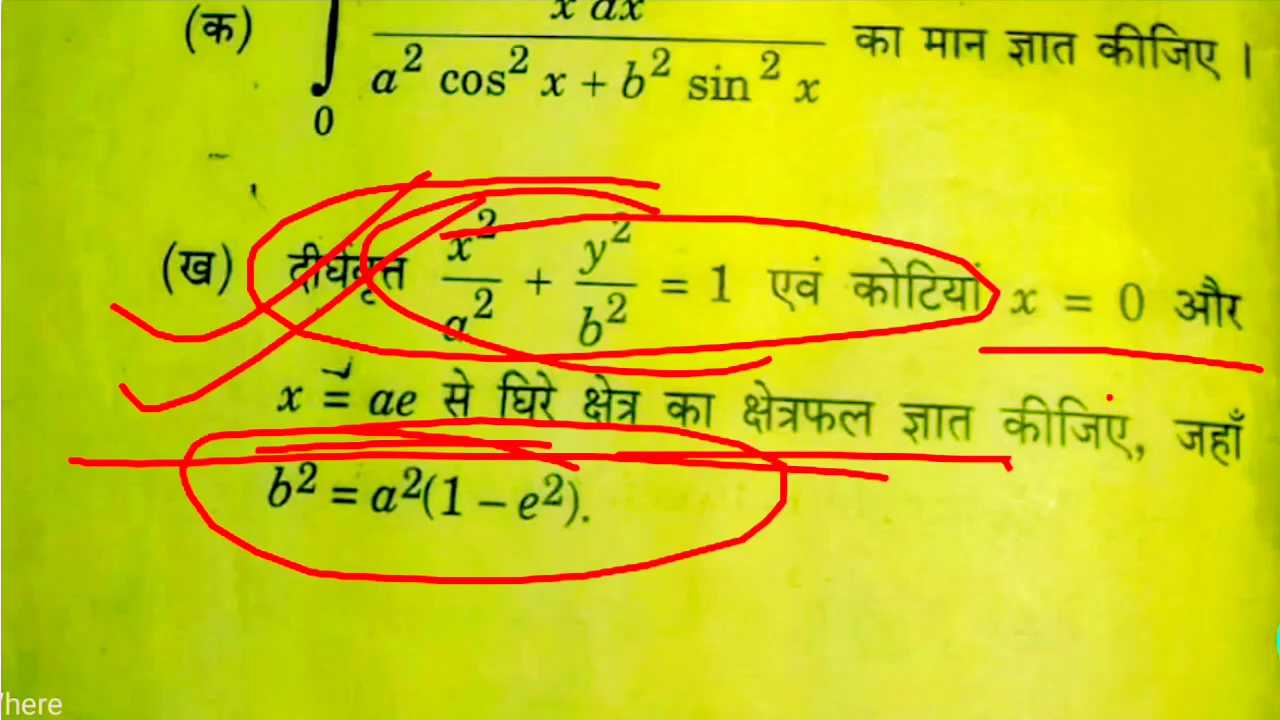 x dx
(क) ∫ ────────── का मान ज्ञात कीजिए ।
a² cos² x + b² sin² x
0
(ख) दीर्घवृत्त x²/a² + y²/b² = 1 एवं कोटियां x = 0 और
x = ae से घिरे क्षेत्र का क्षेत्रफल ज्ञात कीजिए, जहाँ
b² = a²(1 – e²).